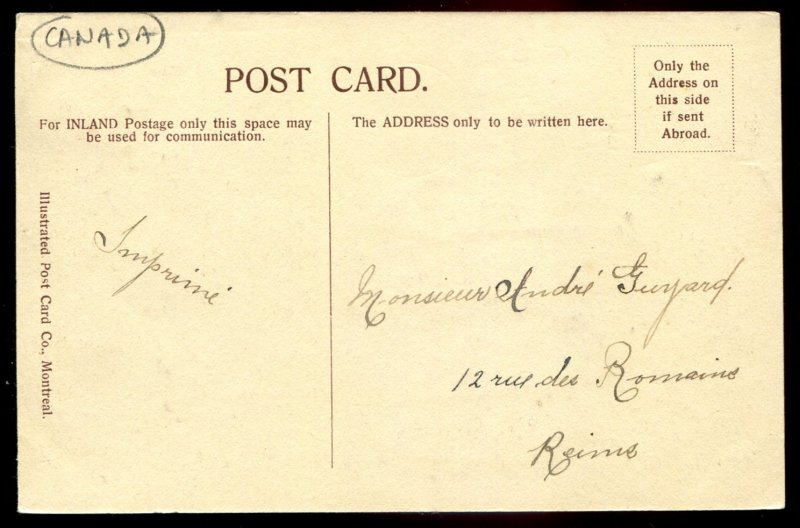 CANADA
POST CARD.
Only the
Address on
this side
if sent
Abroad.
For INLAND Postage only this space may
be used for communication.
The ADDRESS only to be written here.
Illustrated Post Card Co., Montreal.
Imprimé
Monsieur André Guyard.
12 rue des Romains
Reims